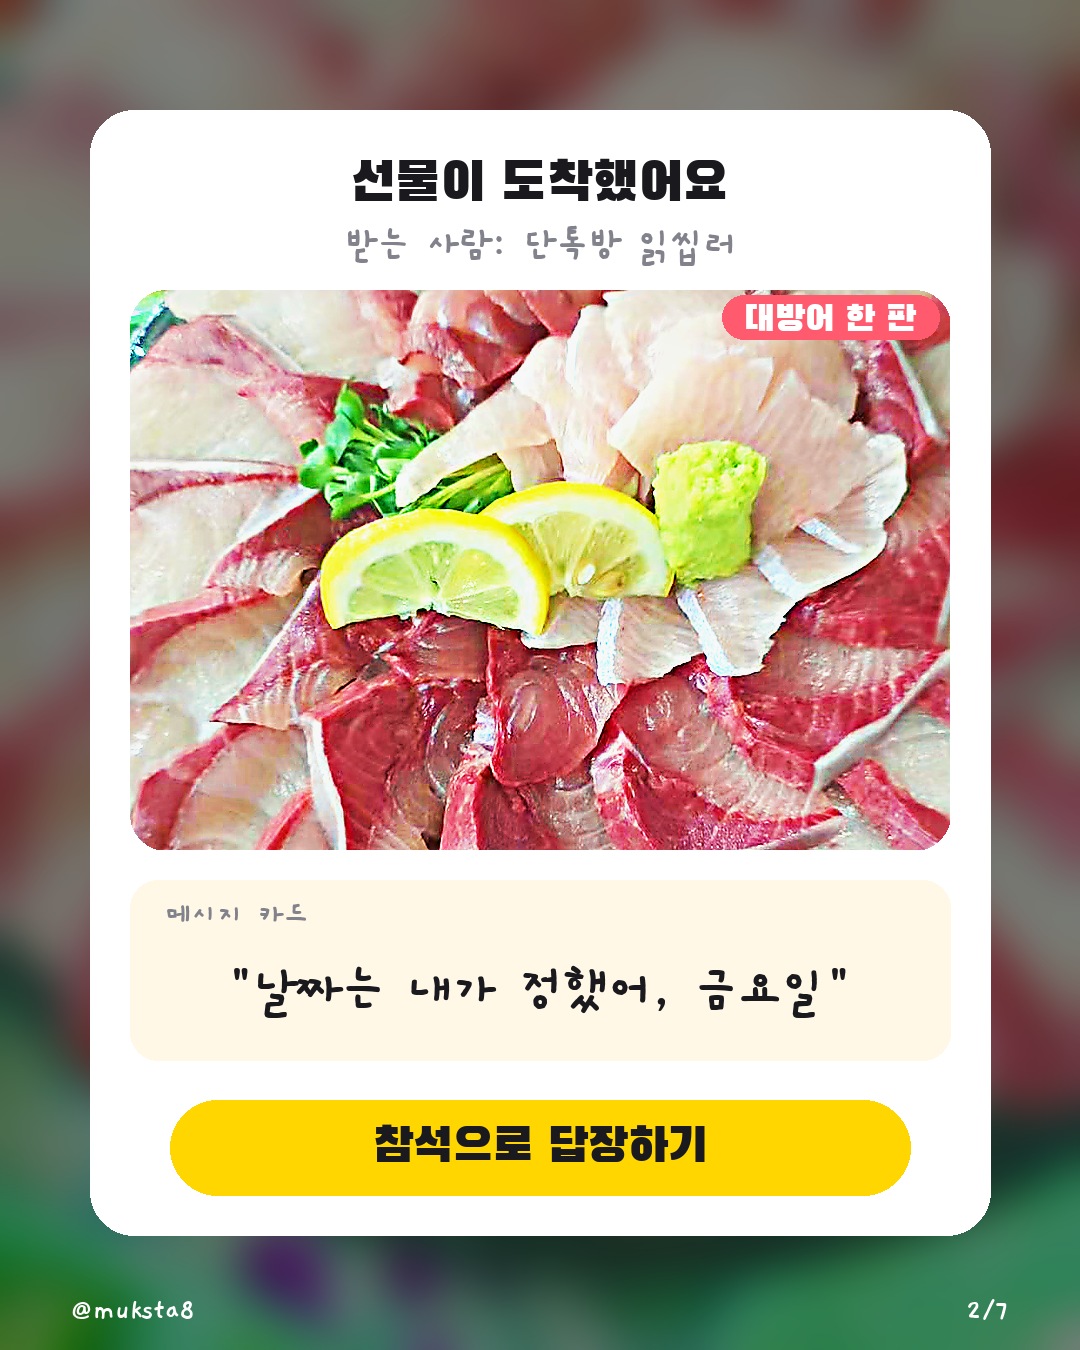 선물이 도착했어요
받는 사람: 단톡방 읽씹러
대방어 한 판
메시지 카드
"날짜는 내가 정했어, 금요일"
참석으로 답장하기
@muksta8
2/7